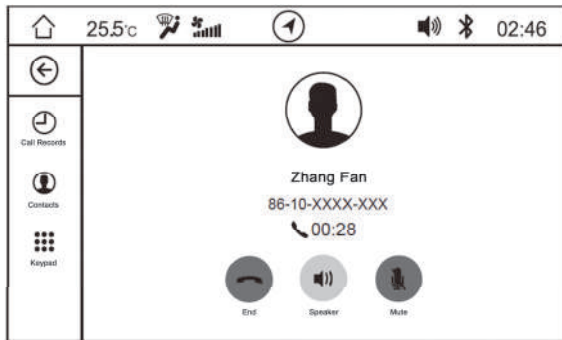 25.5°c
02:46
Call Records
Contacts
Keypad
Zhang Fan
86-10-XXXX-XXX
00:28
End Speaker Mute